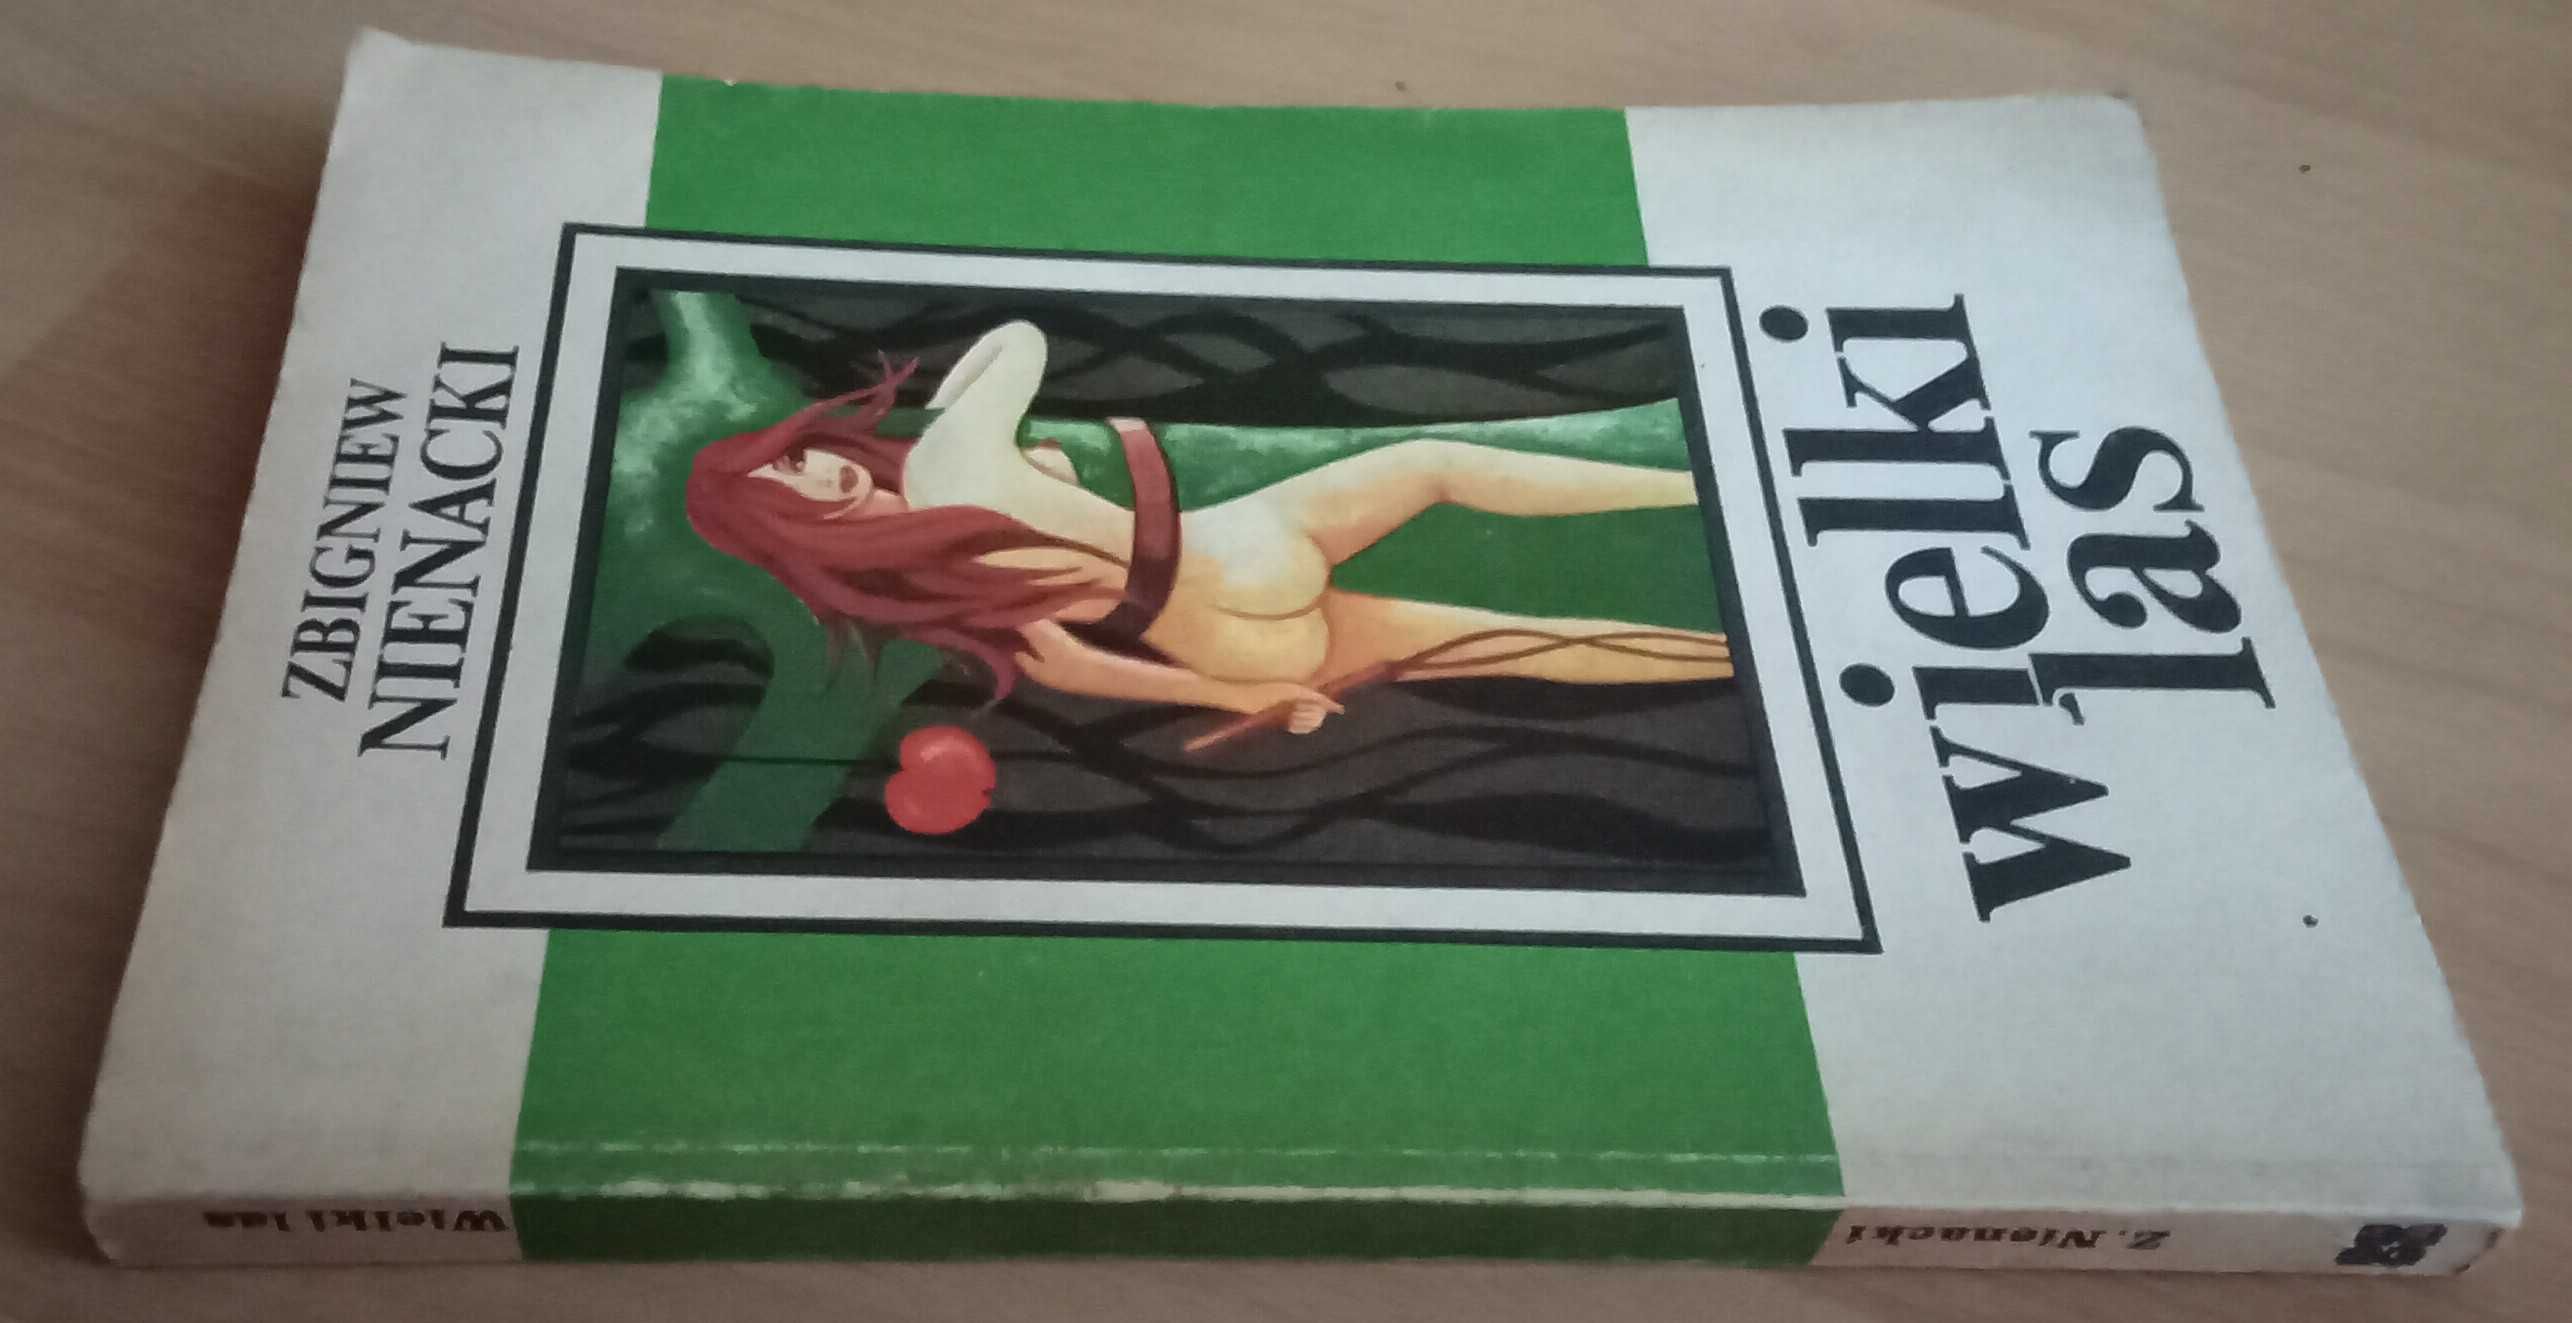 ZBIGNIEW
NIENACKI
wielki
las
Z. Nienacki
Wielki las